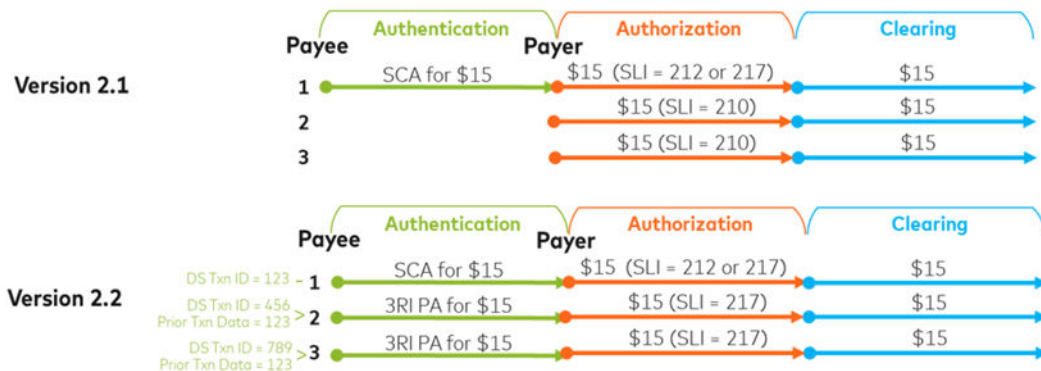 Authentication Authorization Clearing
Payee Payer
SCA for $15 $15 (SLI = 212 or 217) $15
Version 2.1 1
$15 (SLI = 210) $15
2
$15 (SLI = 210) $15
3
Authentication Authorization Clearing
Payee Payer
SCA for $15 $15 (SLI = 212 or 217) $15
DS Txn ID = 123 1
Version 2.2
DS Txn ID = 456 3RI PA for $15 $15 (SLI = 217) $15
Prior Txn Data = 123 > 2
DS Txn ID = 789 3RI PA for $15 $15 (SLI = 217) $15
Prior Txn Data = 123 > 3